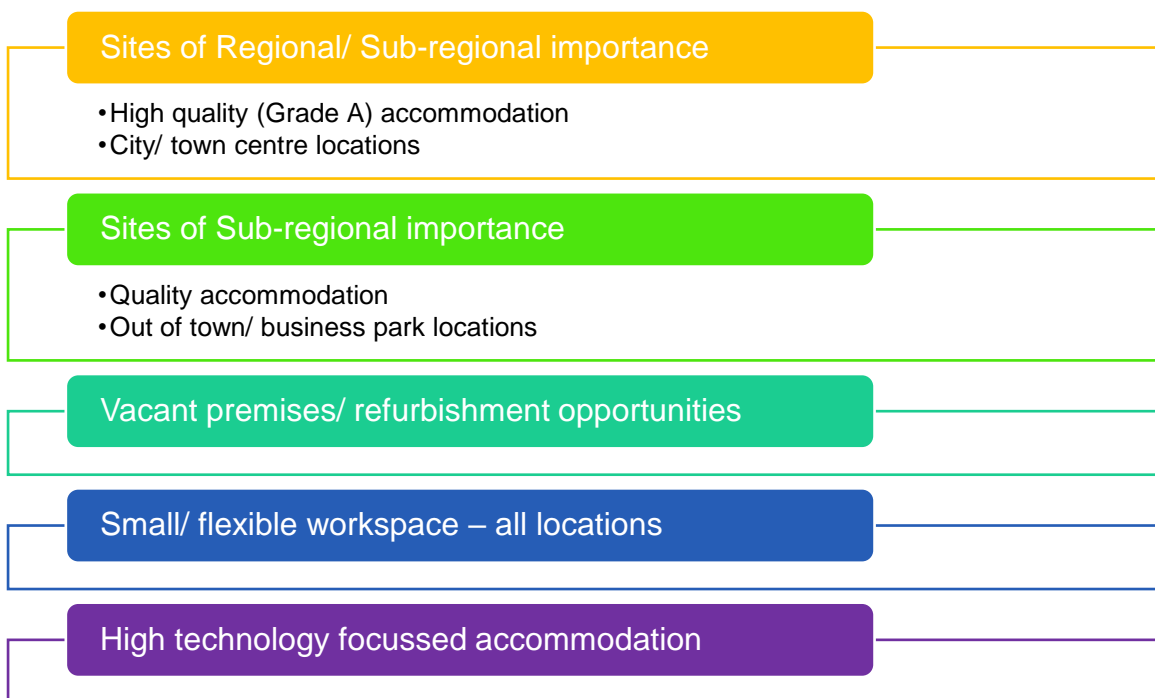 Sites of Regional/ Sub-regional importance
•High quality (Grade A) accommodation
•City/ town centre locations
Sites of Sub-regional importance
•Quality accommodation
•Out of town/ business park locations
Vacant premises/ refurbishment opportunities
Small/ flexible workspace – all locations
High technology focussed accommodation